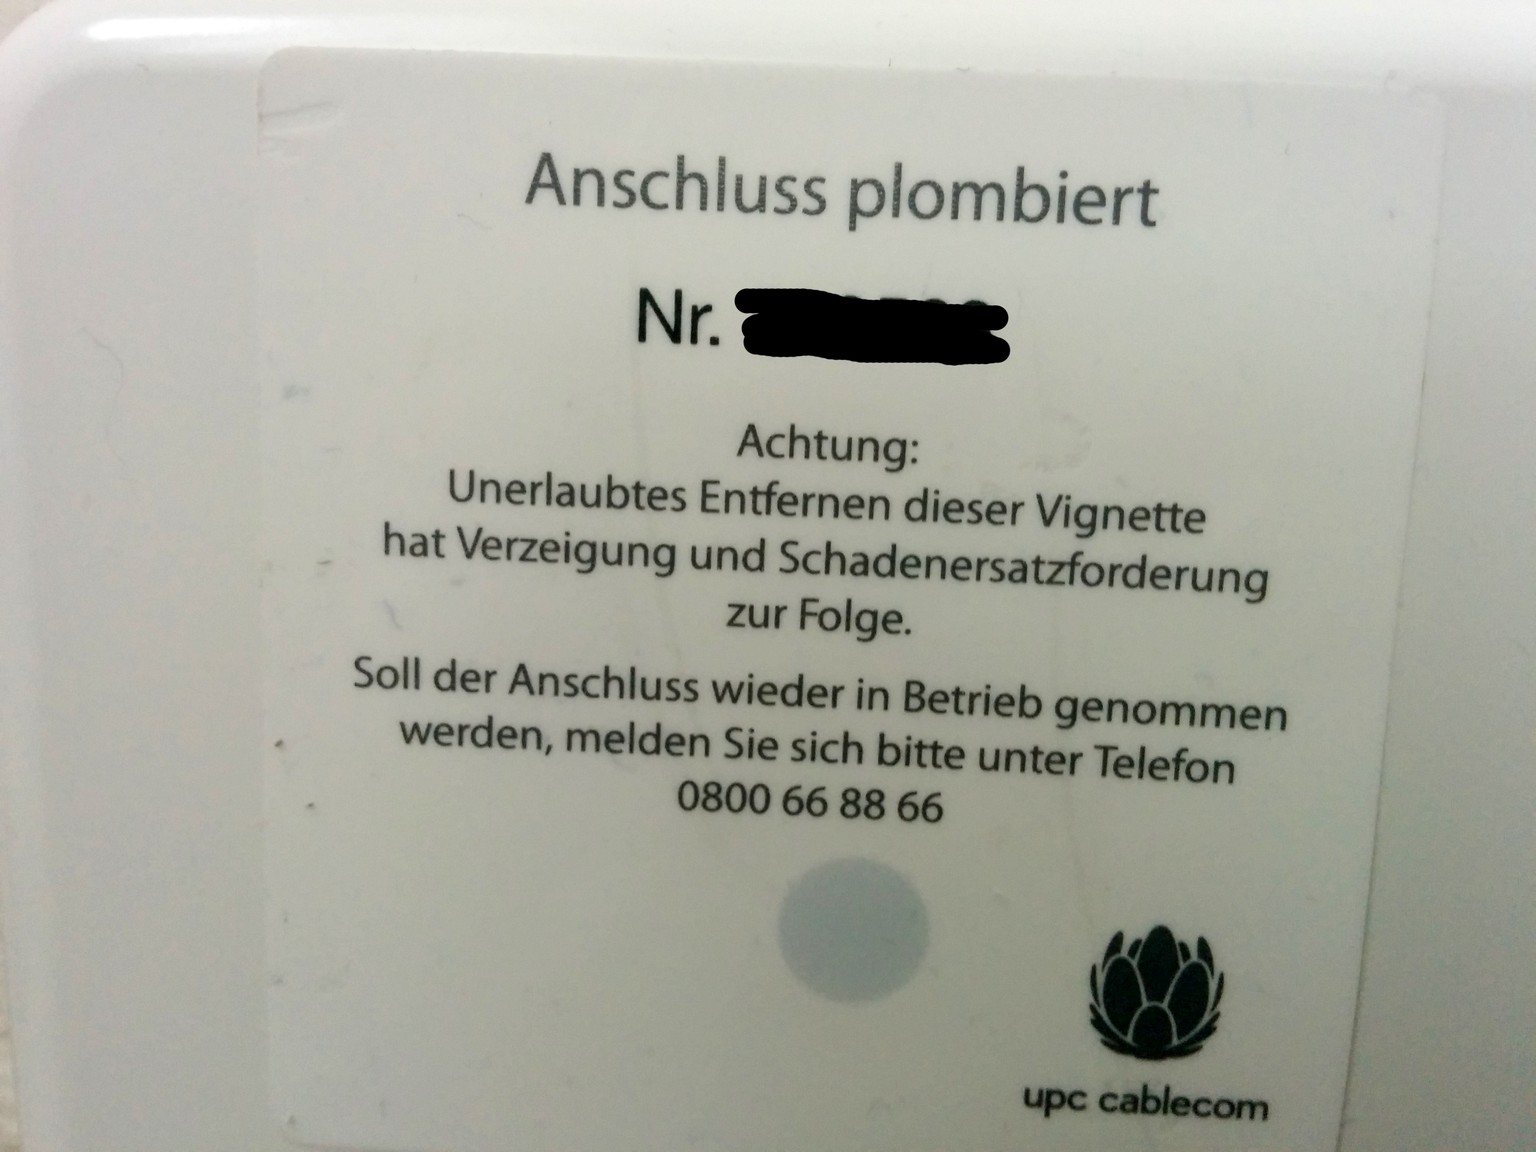 Anschluss plombiert
Nr.
Achtung:
Unerlaubtes Entfernen dieser Vignette
hat Verzeigung und Schadenersatzforderung
zur Folge.
Soll der Anschluss wieder in Betrieb genommen
werden, melden Sie sich bitte unter Telefon
0800 66 88 66
upc cablecom